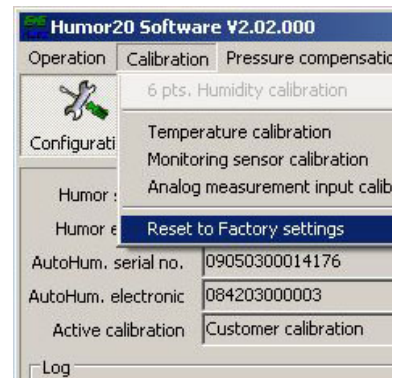 Humor20 Software V2.02.000
Operation Calibration Pressure compensatio
6 pts. Humidity calibration
Configurati
Temperature calibration
Monitoring sensor calibration
Analog measurement input calib
Humor
Reset to Factory settings
Humor e
AutoHum. serial no. 09050300014176
AutoHum. electronic 084203000003
Active calibration Customer calibration
Log